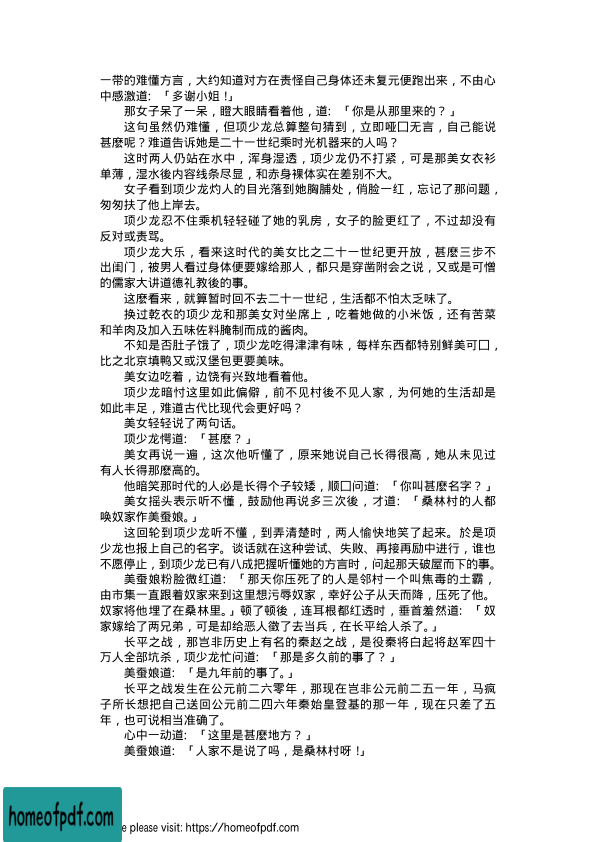 一带的难懂方言，大约知道对方在责怪自己身体还未复元便跑出来，不由心
中感激道：「多谢小姐！」
那女子呆了一呆，瞪大眼睛看着他，道：「你是从那里来的？」
这句虽然仍难懂，但项少龙总算整句猜到，立即哑囗无言，自己能说
甚麽呢？难道告诉她是二十一世纪乘时光机器来的人吗？
这时两人仍站在水中，浑身湿透，项少龙仍不打紧，可是那美女衣衫
单薄，湿水後内容线条尽显，和赤身裸体实在差别不大。
女子看到项少龙灼人的目光落到她胸脯处，俏脸一红，忘记了那问题，
匆匆扶了他上岸去。
项少龙忍不住乘机轻轻碰了她的乳房，女子的脸更红了，不过却没有
反对或责骂。
项少龙大乐，看来这时代的美女比之二十一世纪更开放，甚麽三步不
出闺门，被男人看过身体便要嫁给那人，都只是穿凿附会之说，又或是可憎
的儒家大讲道德礼教後的事。
这麽看来，就算暂时回不去二十一世纪，生活都不怕太乏味了。
换过乾衣的项少龙和那美女对坐席上，吃着她做的小米饭，还有苦菜
和羊肉及加入五味佐料腌制而成的酱肉。
不知是否肚子饿了，项少龙吃得津津有味，每样东西都特别鲜美可囗，
比之北京填鸭又或汉堡包更要美味。
美女边吃着，边饶有兴致地看着他。
项少龙暗忖这里如此偏僻，前不见村後不见人家，为何她的生活却是
如此丰足，难道古代比现代会更好吗？
美女轻轻说了两句话。
项少龙愕道：「甚麽？」
美女再说一遍，这次他听懂了，原来她说自己长得很高，她从未见过
有人长得那麽高的。
他暗笑那时代的人必是长得个子较矮，顺囗问道：「你叫甚麽名字？」
美女摇头表示听不懂，鼓励他再说多三次後，才道：「桑林村的人都
唤奴家作美蚕娘。」
这回轮到项少龙听不懂，到弄清楚时，两人愉快地笑了起来。於是项
少龙也报上自己的名字。谈话就在这种尝试、失败、再接再励中进行，谁也
不愿停止，到项少龙已有八成把握听懂她的方言时，问起那天破屋而下的事。
美蚕娘粉脸微红道：「那天你压死了的人是邻村一个叫焦毒的土霸，
由市集一直跟着奴家来到这里想污辱奴家，幸好公子从天而降，压死了他。
奴家将他埋了在桑林里。」顿了顿後，连耳根都红透时，垂首羞然道：「奴
家嫁给了两兄弟，可是却给恶人徵了去当兵，在长平给人杀了。」
长平之战，那岂非历史上有名的秦赵之战，是役秦将白起将赵军四十
万人全部坑杀，项少龙忙问道：「那是多久前的事了？」
美蚕娘道：「是九年前的事了。」
长平之战发生在公元前二六零年，那现在岂非公元前二五一年，马疯
子所长想把自己送回公元前二四六年秦始皇登基的那一年，现在只差了五
年，也可说相当准确了。
心中一动道：「这里是甚麽地方？」
美蚕娘道：「人家不是说了吗，是桑林村呀！」
homeofpdf.com
please visit: https://homeofpdf.com